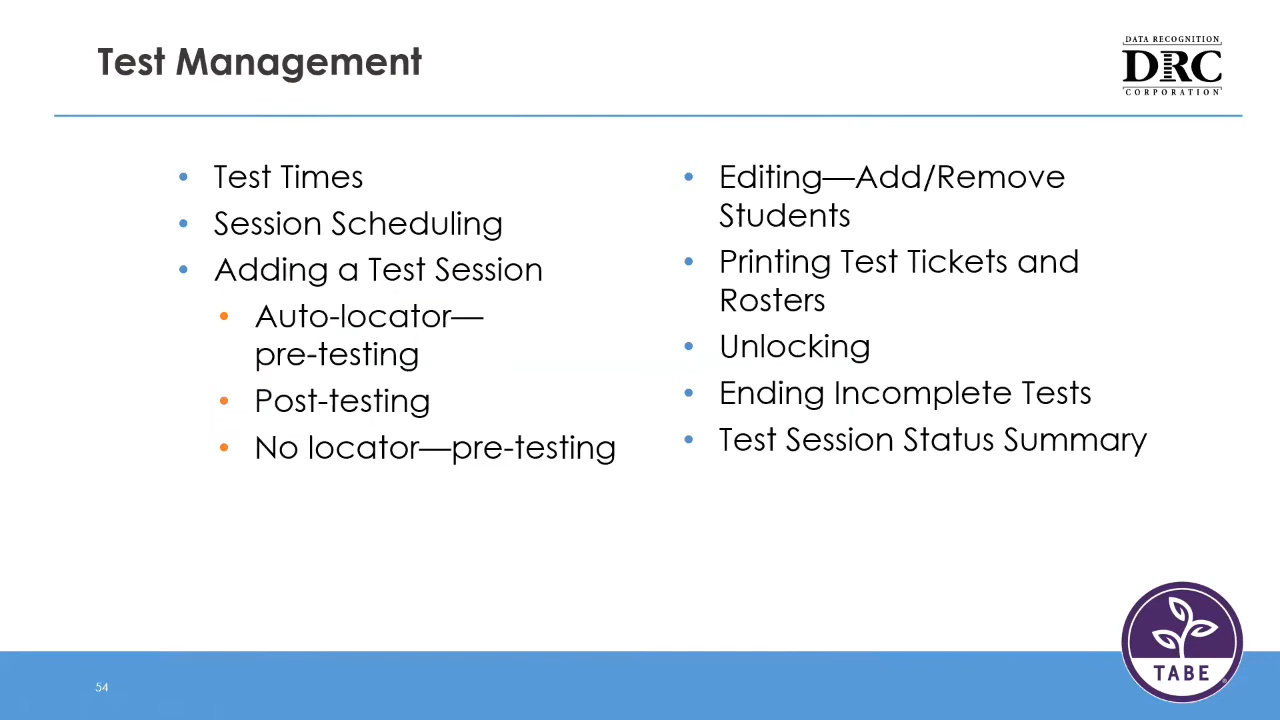 Test Management
DATA RECOGNITION
DRC
CORPORATION
• Test Times
• Session Scheduling
• Adding a Test Session
• Auto-locator—
pre-testing
• Post-testing
• No locator—pre-testing
• Editing—Add/Remove
Students
• Printing Test Tickets and
Rosters
• Unlocking
• Ending Incomplete Tests
• Test Session Status Summary
54
TABE®